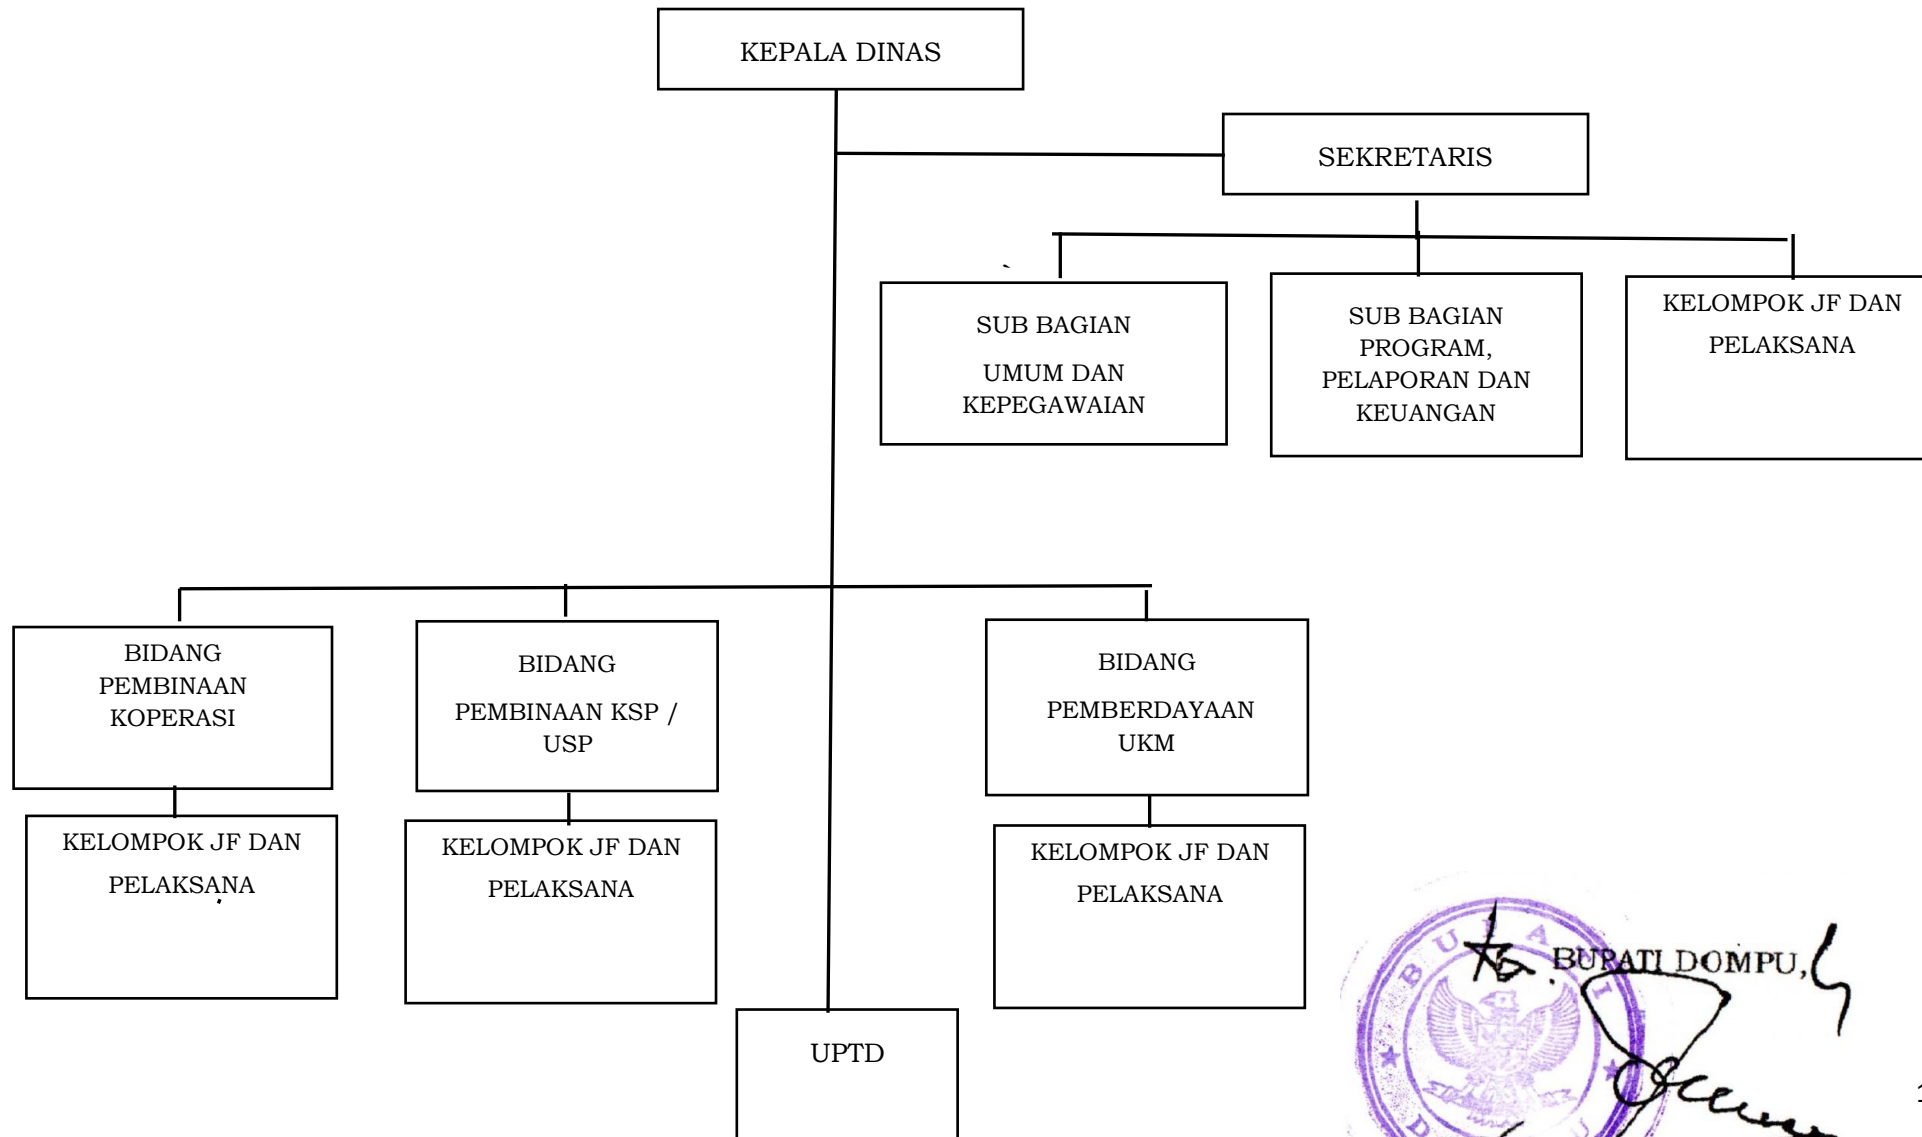 KEPALA DINAS
SEKRETARIS
SUB BAGIAN
UMUM DAN
KEPEGAWAIAN
SUB BAGIAN
PROGRAM,
PELAPORAN DAN
KEUANGAN
KELOMPOK JF DAN
PELAKSANA
BIDANG
PEMBINAAN
KOPERASI
BIDANG
PEMBINAAN KSP /
USP
BIDANG
PEMBERDAYAAN
UKM
KELOMPOK JF DAN
PELAKSANA
KELOMPOK JF DAN
PELAKSANA
KELOMPOK JF DAN
PELAKSANA
UPTD
BUPATI DOMPU,
BUPATI
1